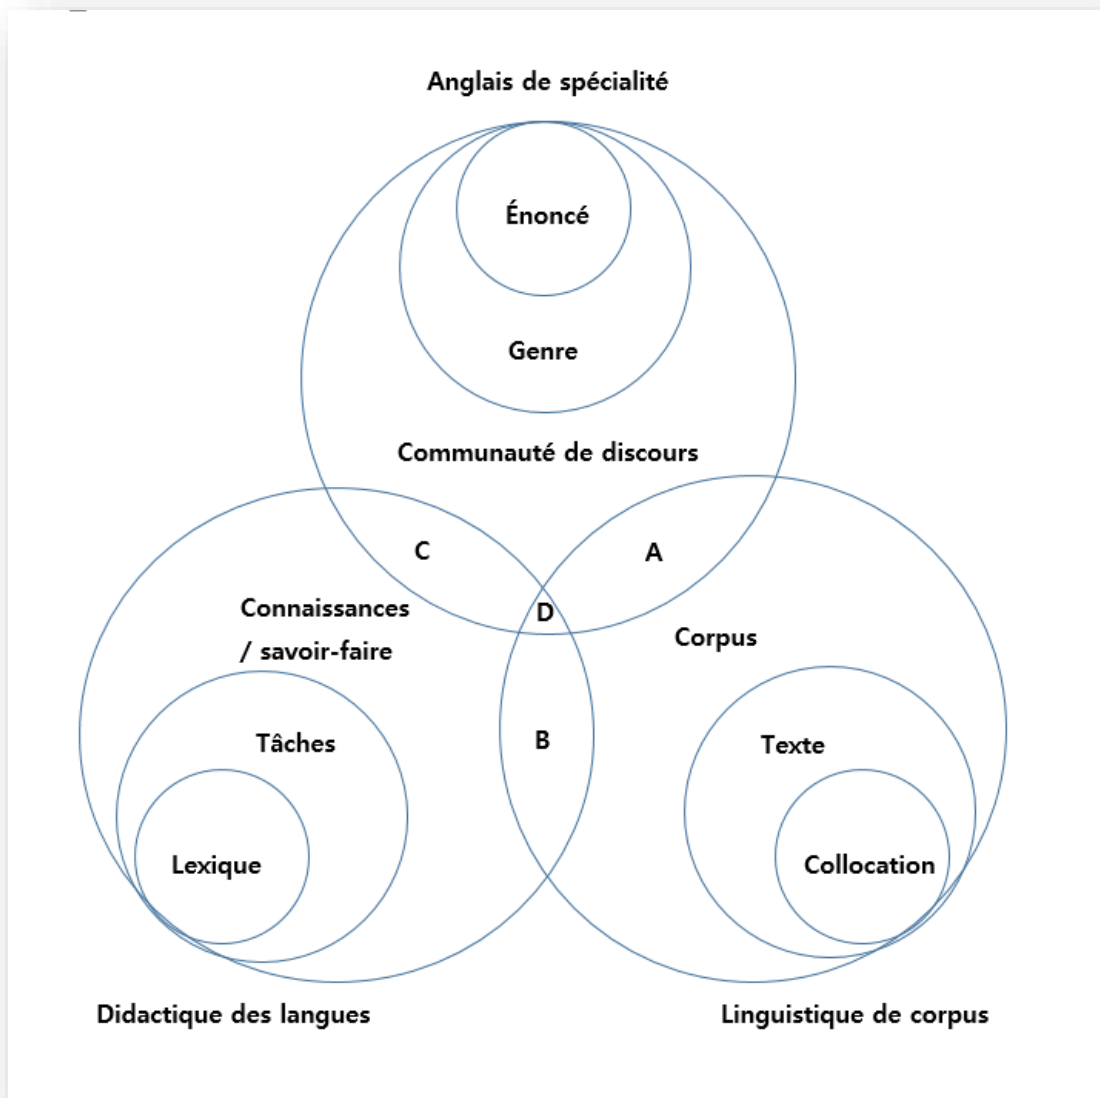 Anglais de spécialité
Énoncé
Genre
Communauté de discours
C
A
D
Connaissances
/ savoir-faire
Corpus
Tâches
B
Texte
Lexique
Collocation
Didactique des langues
Linguistique de corpus